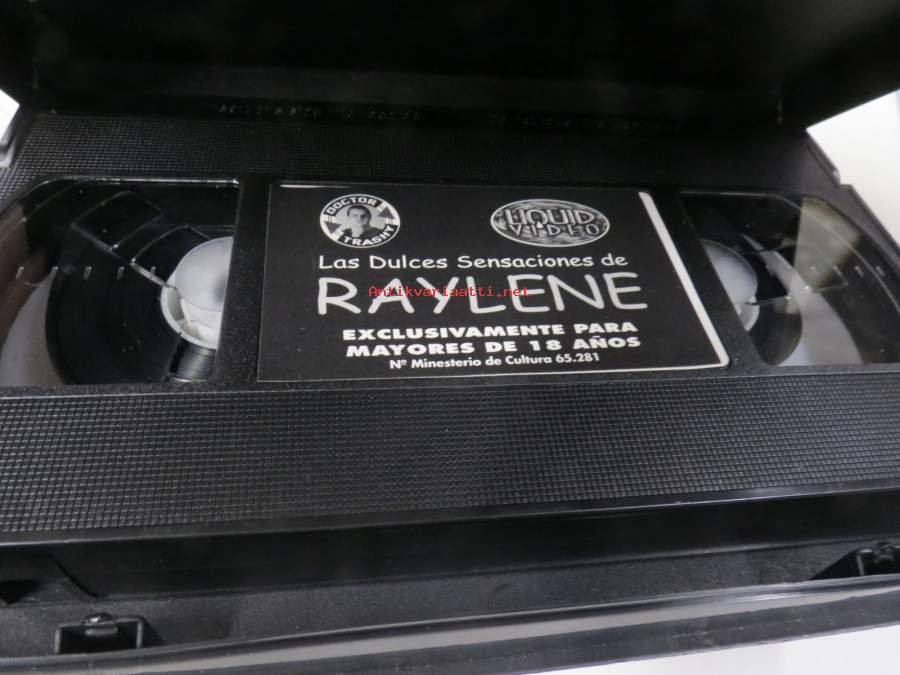 DOCTOR
TRASHY
LIQUID
VIDEO
Las Dulces Sensaciones de
RAYLENE
Antikvariaatti.net
EXCLUSIVAMENTE PARA
MAYORES DE 18 AÑOS
Nº Minesterio de Cultura 65.281